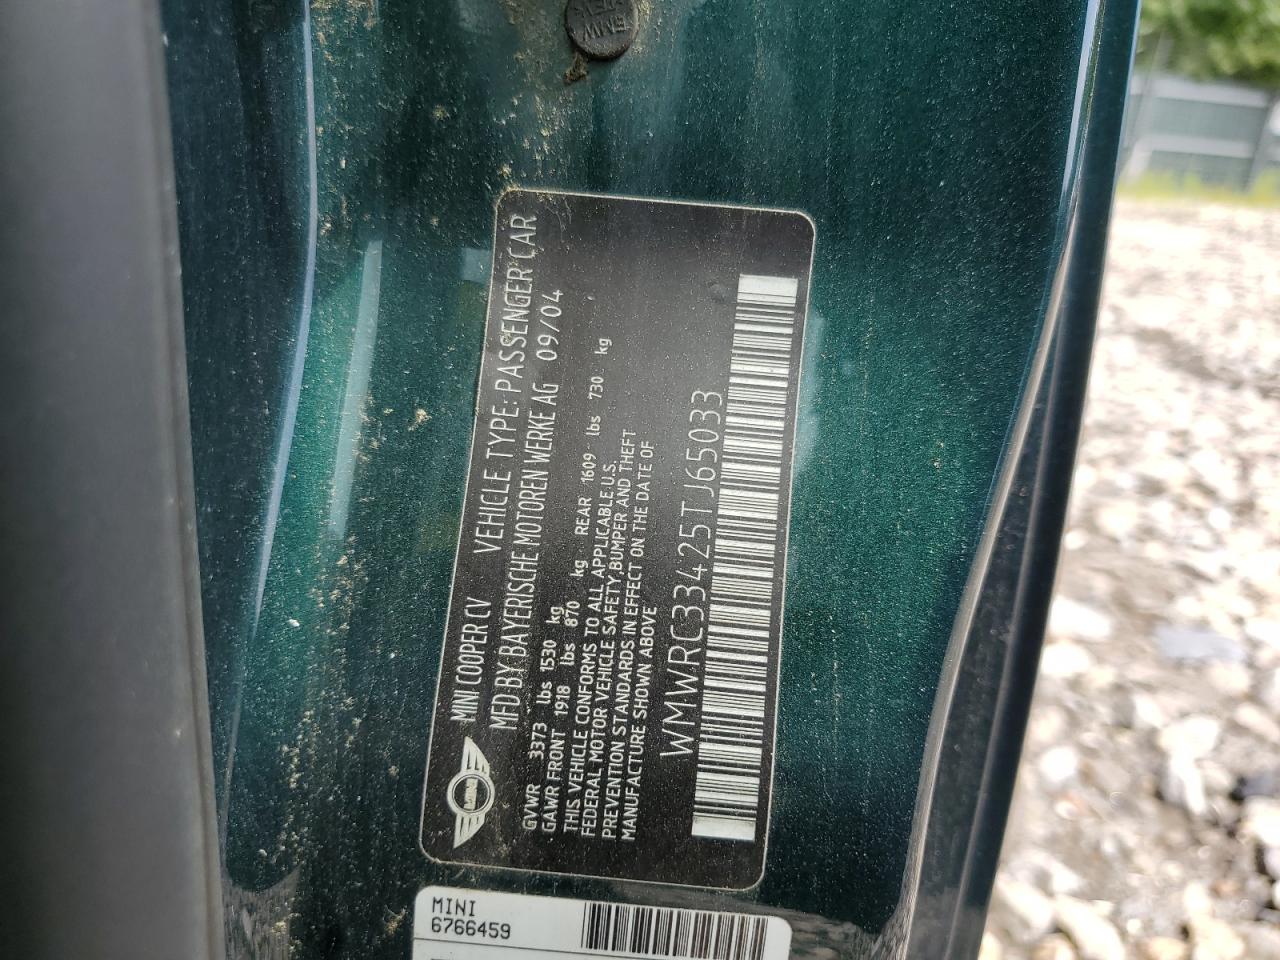 MINI COOPER CV VEHICLE TYPE: PASSENGER CAR
MFD BY: BAYERISCHE MOTOREN WERKE AG 09/04
GVWR 3373 lbs 1530 kg
GAWR FRONT 1918 lbs 870 kg REAR 1609 lbs 730 kg
THIS VEHICLE CONFORMS TO ALL APPLICABLE U.S.
FEDERAL MOTOR VEHICLE SAFETY,BUMPER AND THEFT
PREVENTION STANDARDS IN EFFECT ON THE DATE OF
MANUFACTURE SHOWN ABOVE
WMWRC33425TJ65033
MINI
6766459
BMW